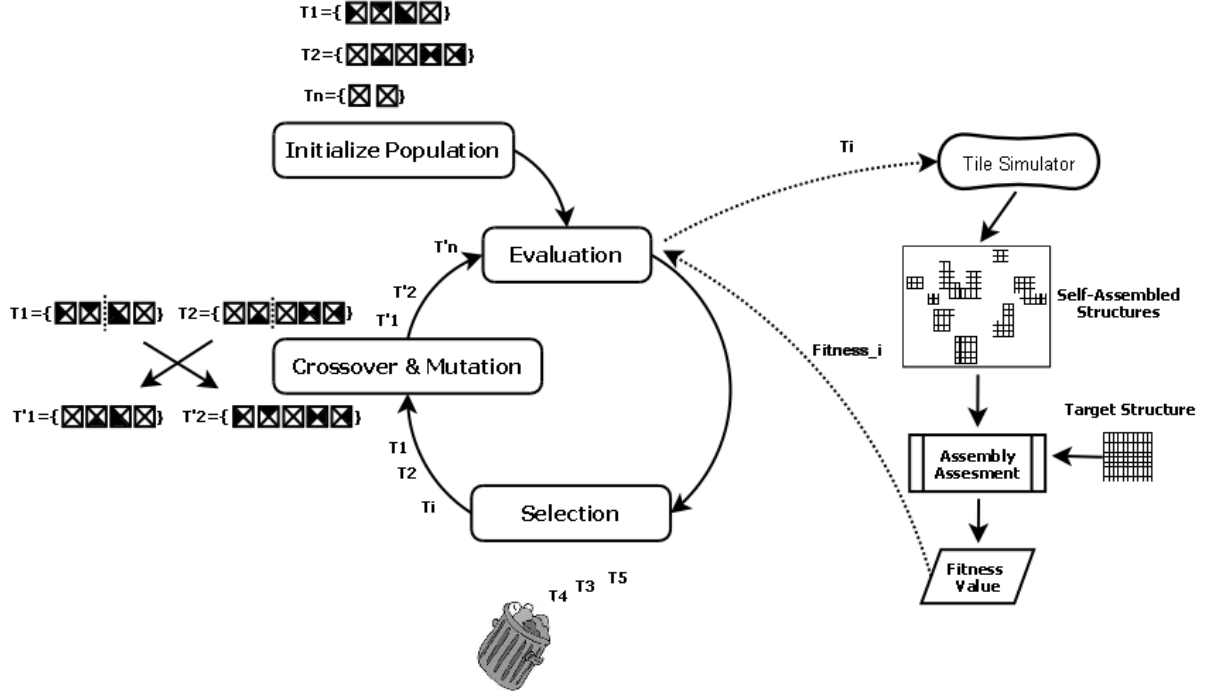 T1={ }
T2={ }
Tn={ }
Initialize Population
Ti
Tile Simulator
T'n
Evaluation
T'2
T'1
T1={ }
T2={ }
Self-Assembled
Structures
Fitness_i
Crossover & Mutation
T'1={ }
T'2={ }
Target Structure
T1
T2
Ti
Assembly
Assesment
Selection
Fitness
Value
T4
T3
T5